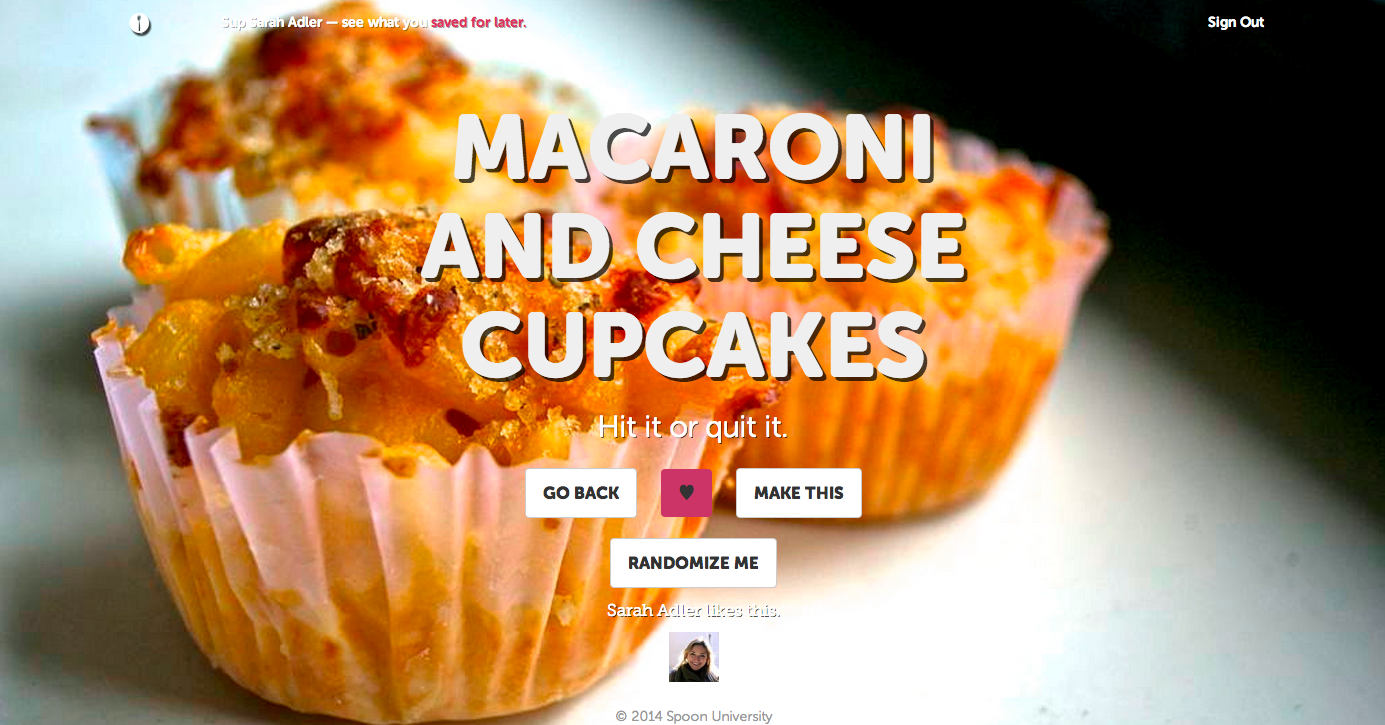 Sup Sarah Adler — see what you saved for later.
Sign Out
MACARONI
AND CHEESE
CUPCAKES
Hit it or quit it.
GO BACK
MAKE THIS
RANDOMIZE ME
Sarah Adler likes this.
© 2014 Spoon University